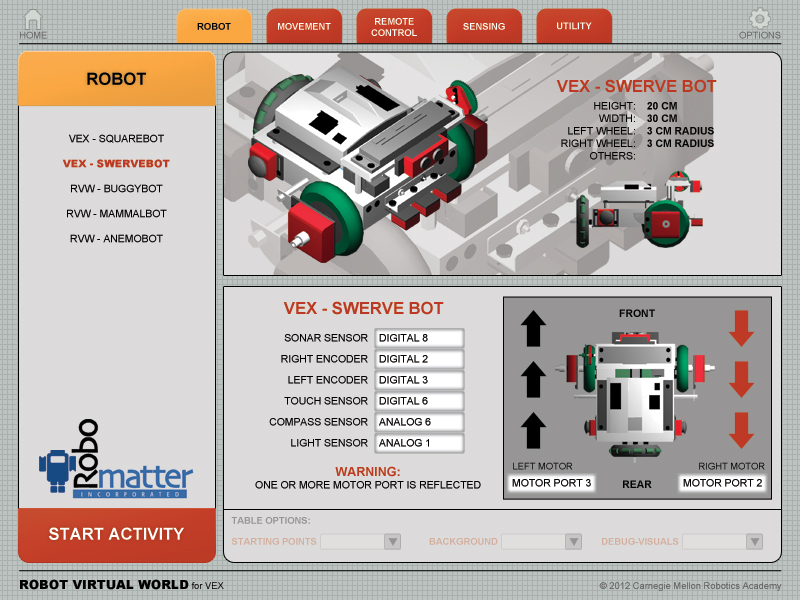 HOME
ROBOT
MOVEMENT
REMOTE
CONTROL
SENSING
UTILITY
OPTIONS
ROBOT
VEX - SQUAREBOT
VEX - SWERVEBOT
RVW - BUGGYBOT
RVW - MAMMALBOT
RVW - ANEMOBOT
Robo
matter
INCORPORATED
START ACTIVITY
VEX - SWERVE BOT
HEIGHT: 20 CM
WIDTH: 30 CM
LEFT WHEEL: 3 CM RADIUS
RIGHT WHEEL: 3 CM RADIUS
OTHERS:
VEX - SWERVE BOT
SONAR SENSOR DIGITAL 8
RIGHT ENCODER DIGITAL 2
LEFT ENCODER DIGITAL 3
TOUCH SENSOR DIGITAL 6
COMPASS SENSOR ANALOG 6
LIGHT SENSOR ANALOG 1
WARNING:
ONE OR MORE MOTOR PORT IS REFLECTED
FRONT
LEFT MOTOR
MOTOR PORT 3
REAR
RIGHT MOTOR
MOTOR PORT 2
TABLE OPTIONS:
STARTING POINTS BACKGROUND DEBUG-VISUALS
ROBOT VIRTUAL WORLD for VEX
© 2012 Carnegie Mellon Robotics Academy